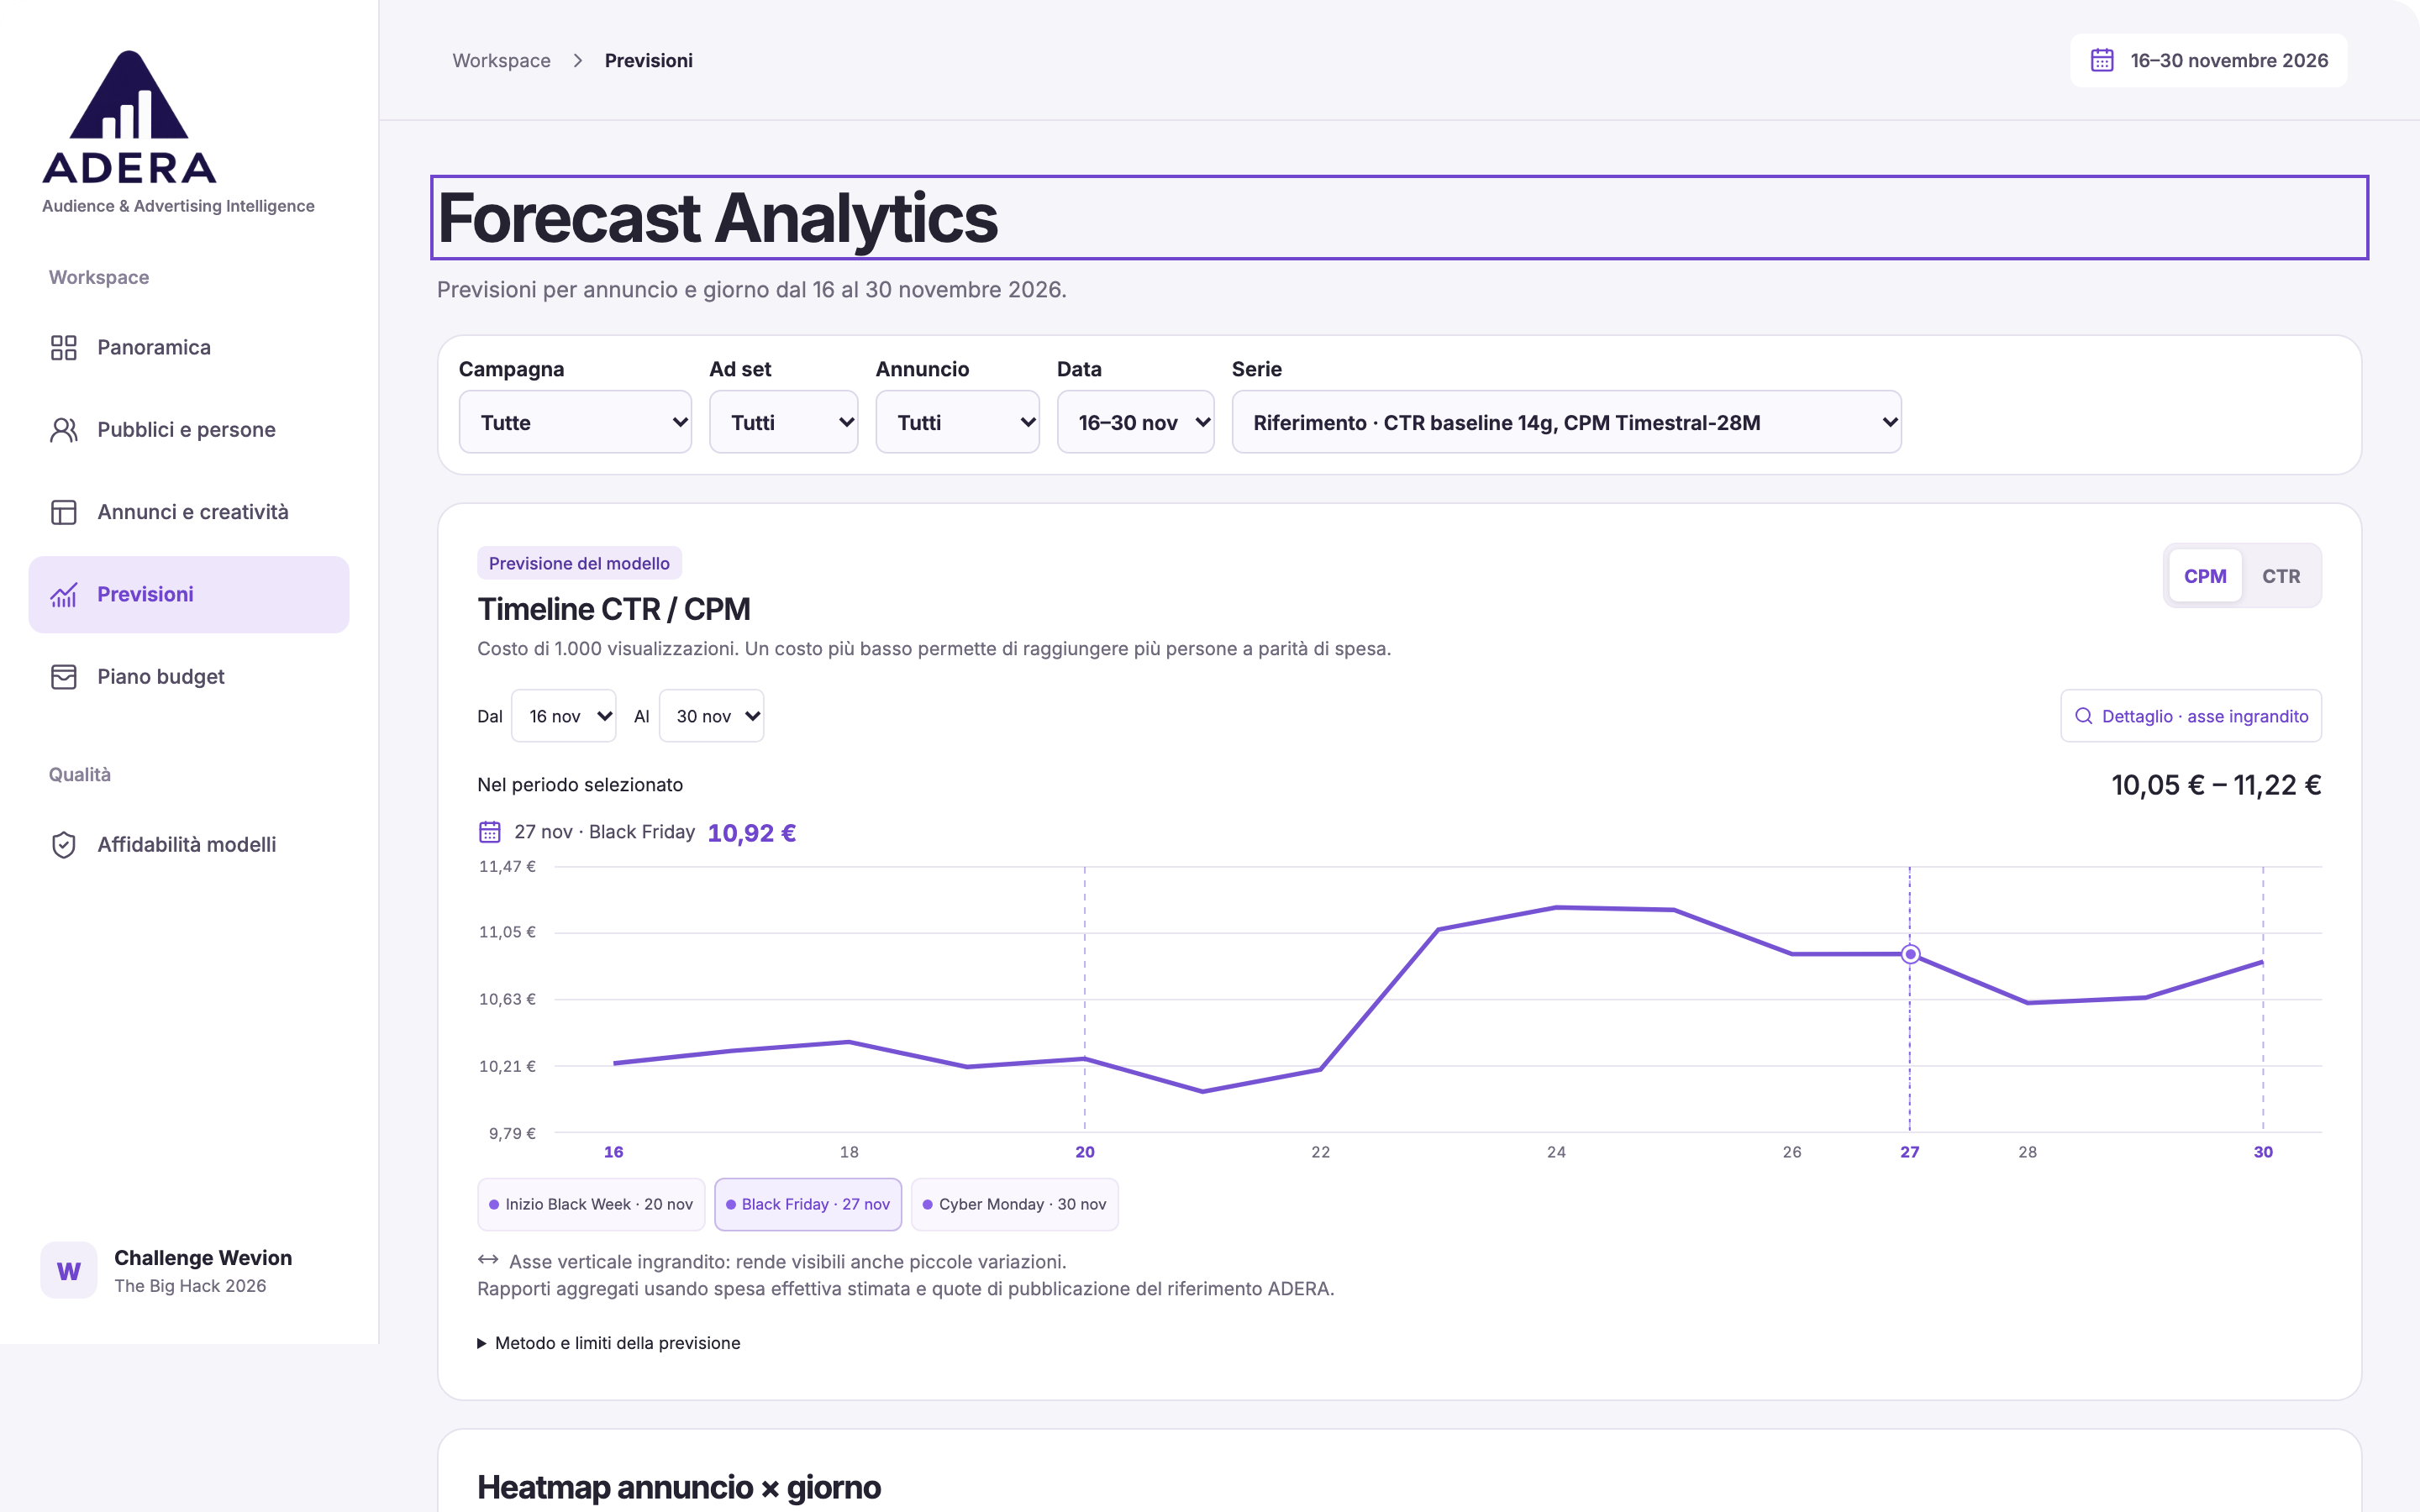 ADERA
Audience & Advertising Intelligence
Workspace
Panoramica
Pubblici e persone
Annunci e creatività
Previsioni
Piano budget
Qualità
Affidabilità modelli
W
Challenge Wevion
The Big Hack 2026
Workspace > Previsioni
16–30 novembre 2026
Forecast Analytics
Previsioni per annuncio e giorno dal 16 al 30 novembre 2026.
Campagna Ad set Annuncio Data Serie
Tutte Tutti Tutti 16–30 nov Riferimento · CTR baseline 14g, CPM Timestral-28M
Previsione del modello
CPM CTR
Timeline CTR / CPM
Costo di 1.000 visualizzazioni. Un costo più basso permette di raggiungere più persone a parità di spesa.
Dal 16 nov Al 30 nov
Dettaglio · asse ingrandito
Nel periodo selezionato
10,05 € – 11,22 €
27 nov · Black Friday 10,92 €
11,47 €
11,05 €
10,63 €
10,21 €
9,79 €
16 18 20 22 24 26 27 28 30
Inizio Black Week · 20 nov
Black Friday · 27 nov
Cyber Monday · 30 nov
Asse verticale ingrandito: rende visibili anche piccole variazioni.
Rapporti aggregati usando spesa effettiva stimata e quote di pubblicazione del riferimento ADERA.
Metodo e limiti della previsione
Heatmap annuncio × giorno